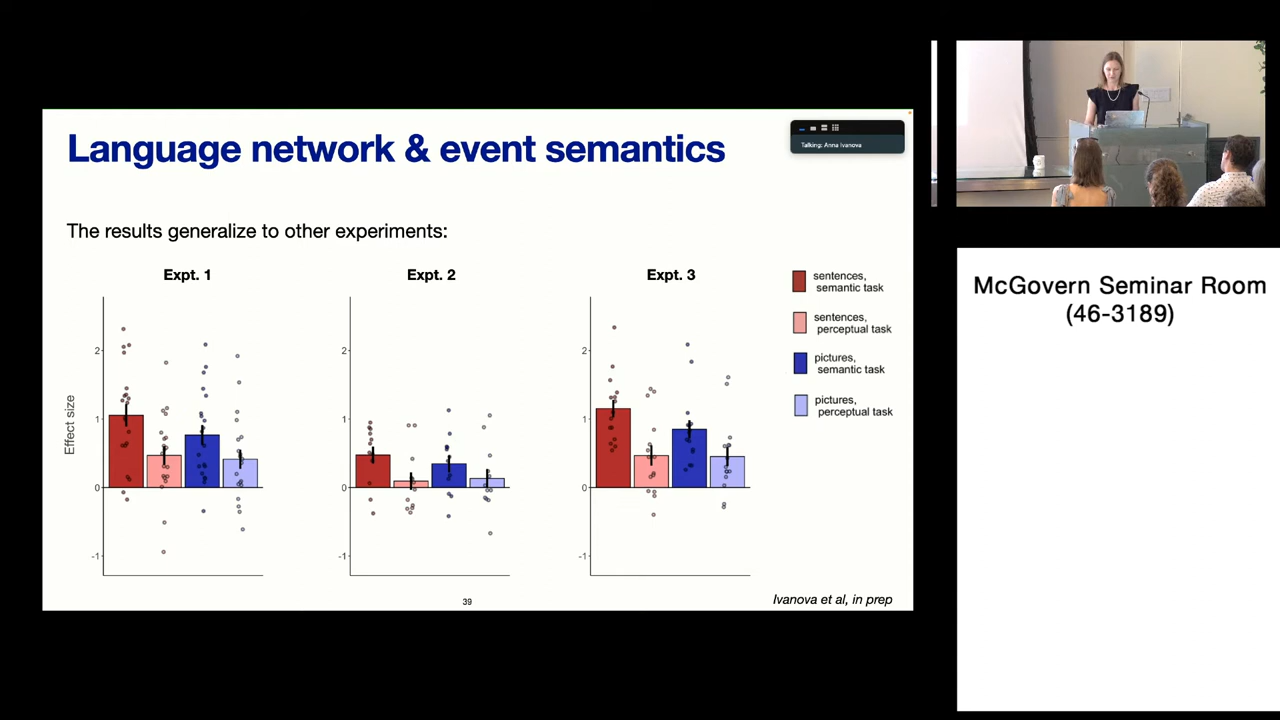 Language network & event semantics
Talking: Anna Ivanova
The results generalize to other experiments:
Expt. 1
Expt. 2
Expt. 3
Effect size
2
1
0
-1
2
1
0
-1
2
1
0
-1
sentences,
semantic task
sentences,
perceptual task
pictures,
semantic task
pictures,
perceptual task
39
Ivanova et al, in prep
McGovern Seminar Room
(46-3189)